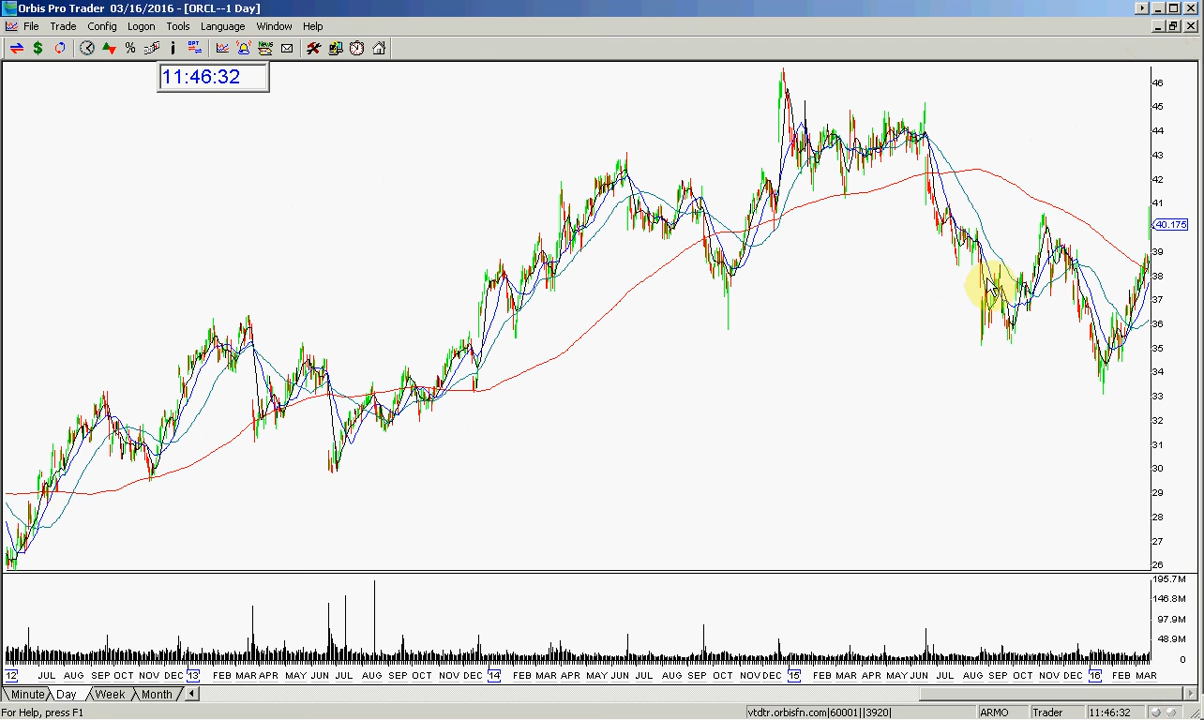 Orbis Pro Trader 03/16/2016 - [ORCL--1 Day]
File Trade Config Logon Tools Language Window Help
11:46:32
46
45
44
43
42
41
40.175
39
38
37
36
35
34
33
32
31
30
29
28
27
26
195.7M
146.8M
97.9M
48.9M
0
12 JUL AUG SEP OCT NOV DEC 13 FEB MAR APR MAY JUN JUL AUG SEP OCT NOV DEC 14 FEB MAR APR MAY JUN JUL AUG SEP OCT NOV DEC 15 FEB MAR APR MAY JUN JUL AUG SEP OCT NOV DEC 16 FEB MAR
Minute Day Week Month
For Help, press F1 vtdtr.orbisfn.com|60001||3920| ARMO Trader 11:46:32